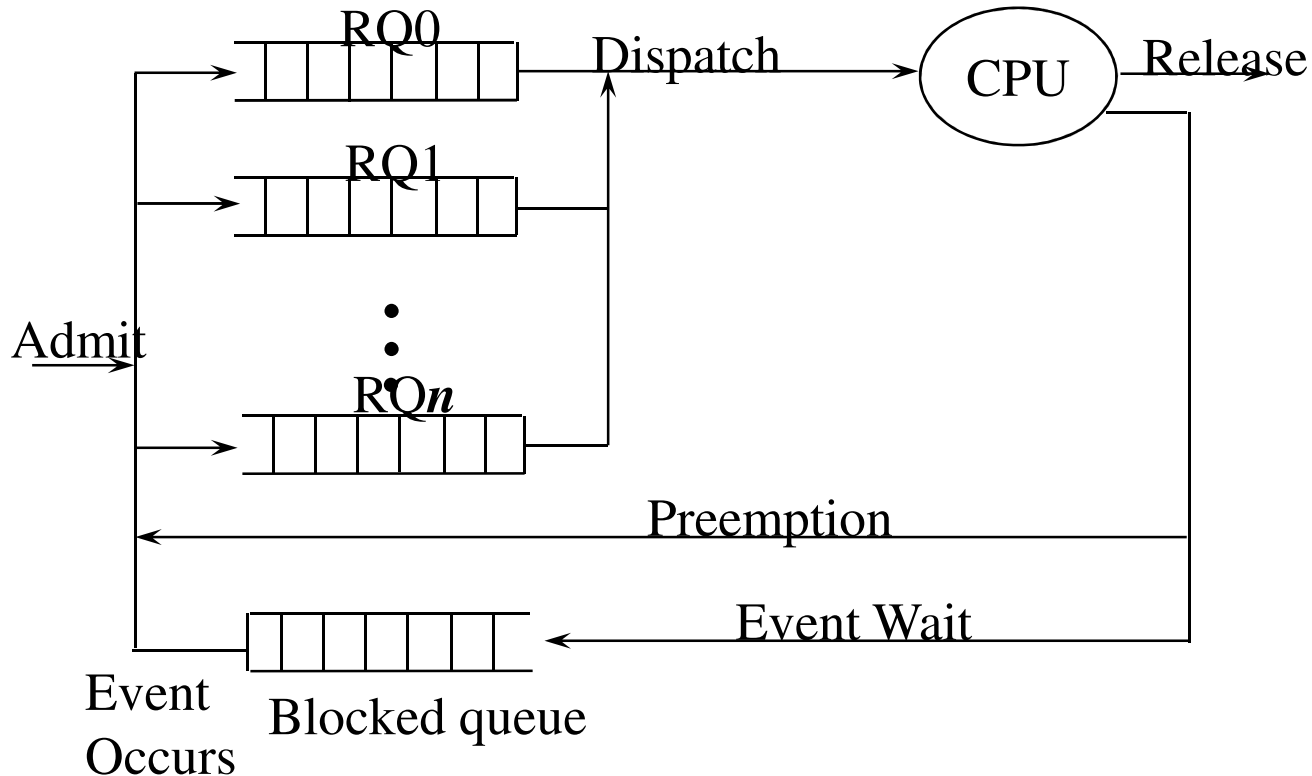 RQ0
Dispatch
CPU
Release
RQ1
Admit
RQn
Preemption
Event Wait
Event
Occurs
Blocked queue